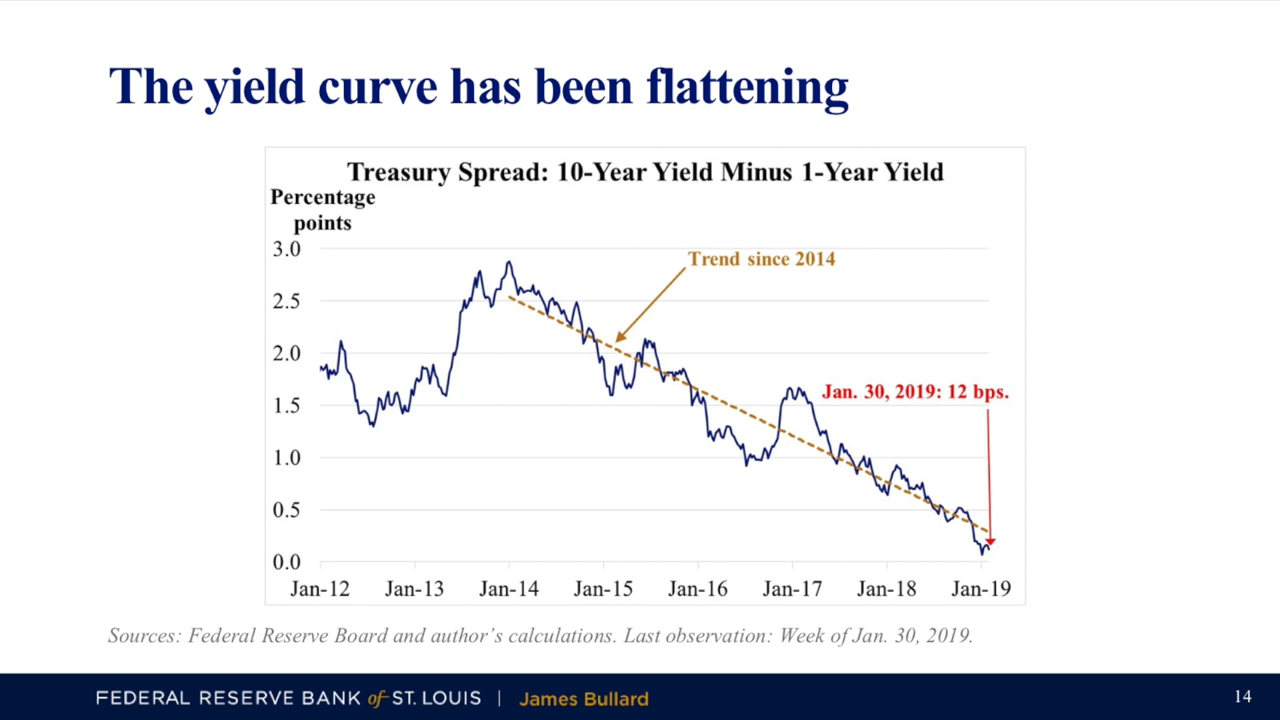 The yield curve has been flattening
Treasury Spread: 10-Year Yield Minus 1-Year Yield
Percentage
points
3.0
2.5
2.0
1.5
1.0
0.5
0.0
Trend since 2014
Jan. 30, 2019: 12 bps.
Jan-12 Jan-13 Jan-14 Jan-15 Jan-16 Jan-17 Jan-18 Jan-19
Sources: Federal Reserve Board and author’s calculations. Last observation: Week of Jan. 30, 2019.
FEDERAL RESERVE BANK of ST. LOUIS | James Bullard
14